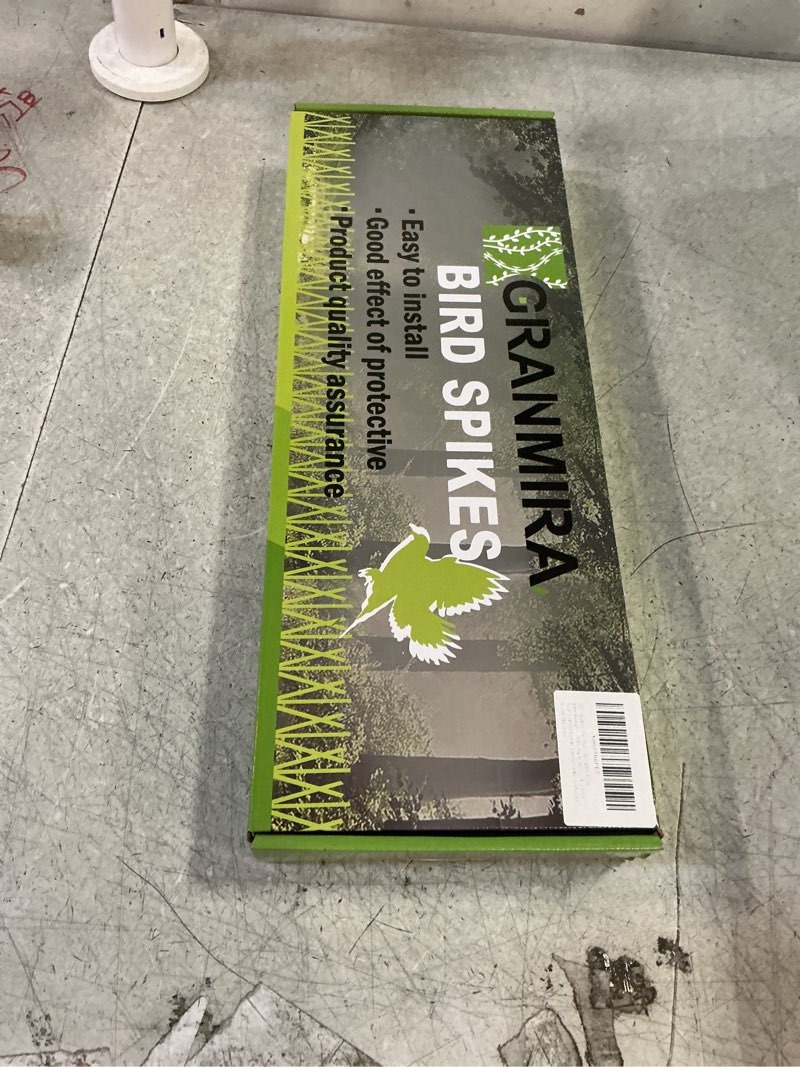 GRANMIRA
BIRD SPIKES
· Easy to install
· Good effect of protective
· Product quality assurance